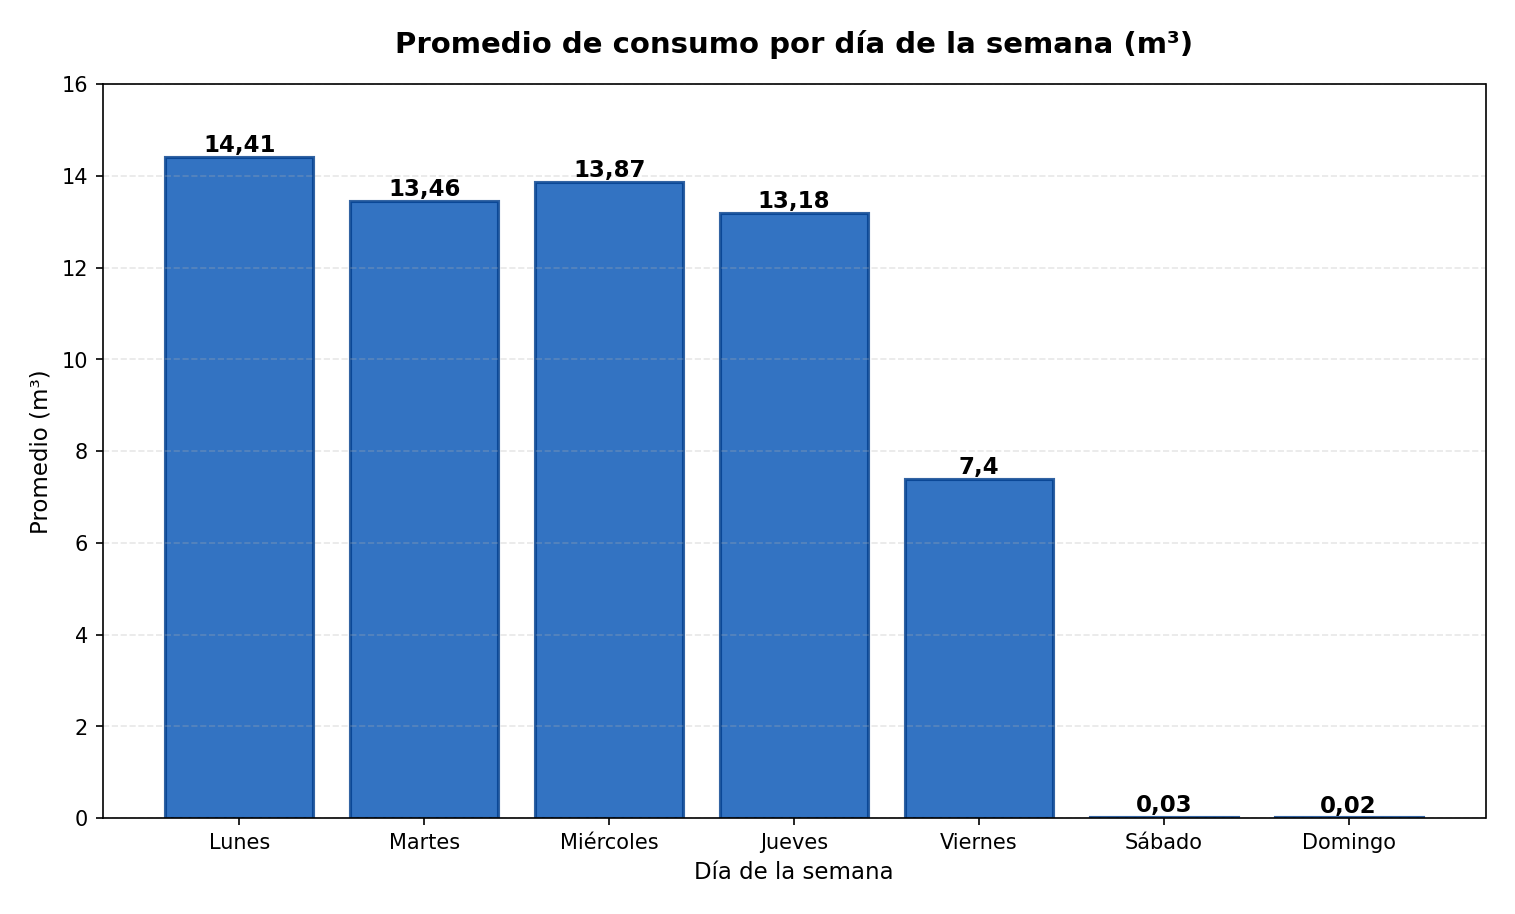 Promedio de consumo por día de la semana (m³)
Promedio (m³)
16
14
12
10
8
6
4
2
0
14,41
13,46
13,87
13,18
7,4
0,03
0,02
Lunes
Martes
Miércoles
Jueves
Viernes
Sábado
Domingo
Día de la semana